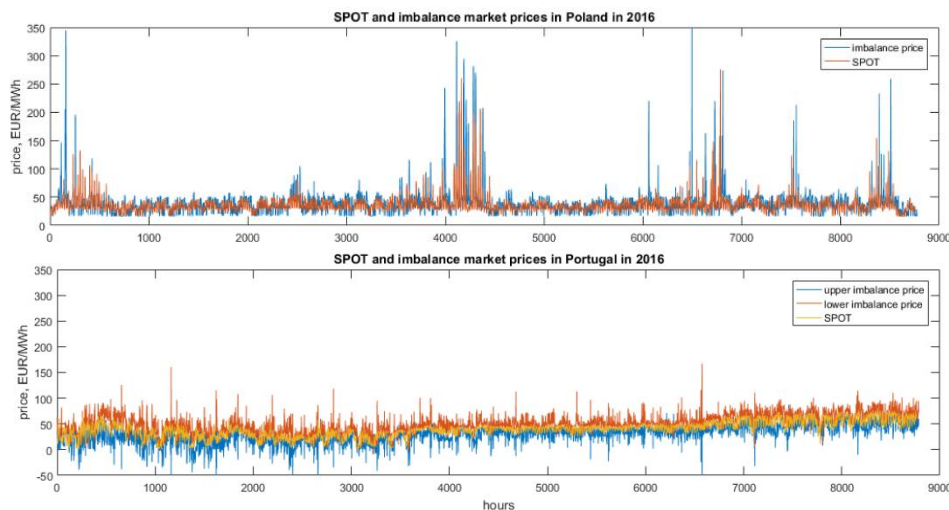 SPOT and imbalance market prices in Poland in 2016
350
300
250
200
150
100
50
0
price, EUR/MWh
imbalance price
SPOT
0 1000 2000 3000 4000 5000 6000 7000 8000 9000
SPOT and imbalance market prices in Portugal in 2016
350
300
250
200
150
100
50
0
-50
price, EUR/MWh
upper imbalance price
lower imbalance price
SPOT
0 1000 2000 3000 4000 5000 6000 7000 8000 9000
hours